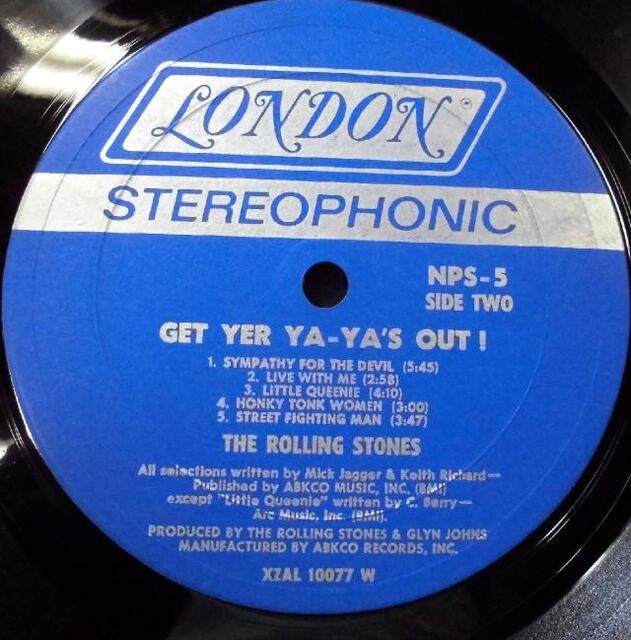 LONDON®
STEREOPHONIC
NPS-5
SIDE TWO
GET YER YA-YA'S OUT!
1. SYMPATHY FOR THE DEVIL (5:45)
2. LIVE WITH ME (2:58)
3. LITTLE QUEENIE (4:10)
4. HONKY TONK WOMEN (3:00)
5. STREET FIGHTING MAN (3:47)
THE ROLLING STONES
All selections written by Mick Jagger & Keith Richard—
Published by ABKCO MUSIC, INC. (BMI)
except "Little Queenie" written by C. Berry—
Arc Music, Inc. (BMI).
PRODUCED BY THE ROLLING STONES & GLYN JOHNS
MANUFACTURED BY ABKCO RECORDS, INC.
XZAL 10077 W